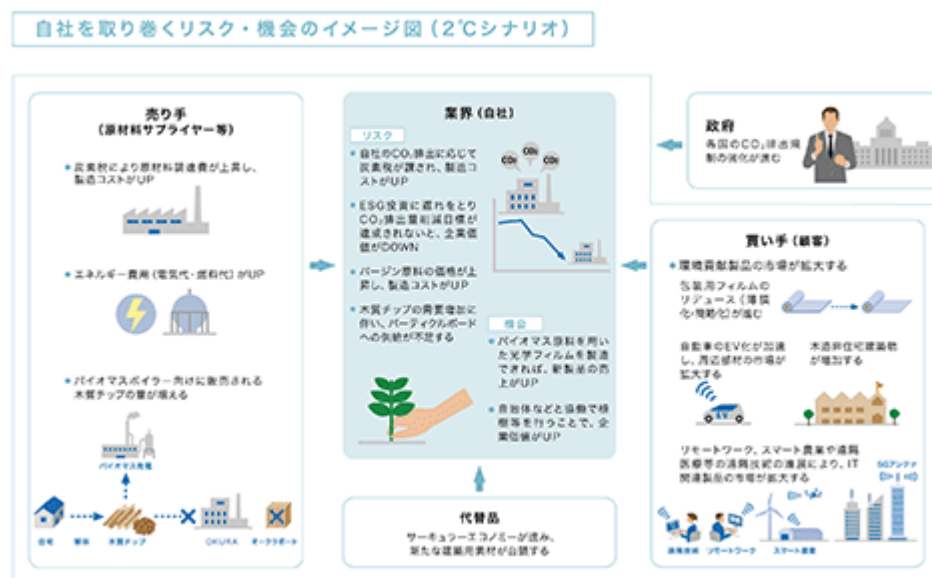 自社を取り巻くリスク・機会のイメージ図（2℃シナリオ）
売り手
（原材料サプライヤー等）
• 炭素税により原材料調達費が上昇し、
製造コストがUP
• エネルギー費用（電気代・燃料代）がUP
• バイオマスボイラー向けに販売される
木質チップの量が増える
バイオマス発電
住宅
解体
木質チップ
OKURA
オークラボード
業界（自社）
リスク
• 自社のCO₂排出に応じて
炭素税が課され、製造コ
ストがUP
• ESG投資に遅れをとり
CO₂排出量削減目標が
達成されないと、企業価
値がDOWN
• バージン原料の価格が上
昇し、製造コストがUP
• 木質チップの需要増加に
伴い、パーティクルボード
への供給が不足する
CO₂ CO₂ CO₂
機会
• バイオマス原料を用い
た光学フィルムを製造
できれば、新製品の売
上がUP
• 自治体などと協働で植
樹等を行うことで、企
業価値がUP
代替品
サーキュラーエコノミーが進み、
新たな建築用素材が台頭する
政府
各国のCO₂排出規
制の強化が進む
買い手（顧客）
• 環境貢献製品の市場が拡大する
包装用フィルムの
リデュース（薄膜
化・簡略化）が進む
自動車のEV化が加速
し、周辺部材の市場が
拡大する
EV
木造非住宅建築物
が増加する
リモートワーク、スマート農業や遠隔
医療等の遠隔技術の進展により、IT
関連製品の市場が拡大する
5Gアンテナ
遠隔技術
リモートワーク
スマート農業